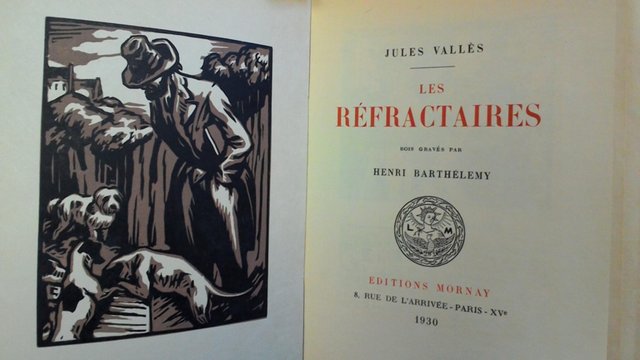 JULES VALLÈS
LES
RÉFRACTAIRES
BOIS GRAVÉS PAR
HENRI BARTHÉLEMY
L M
EDITIONS MORNAY
8, RUE DE L'ARRIVÉE - PARIS - XVe
1930